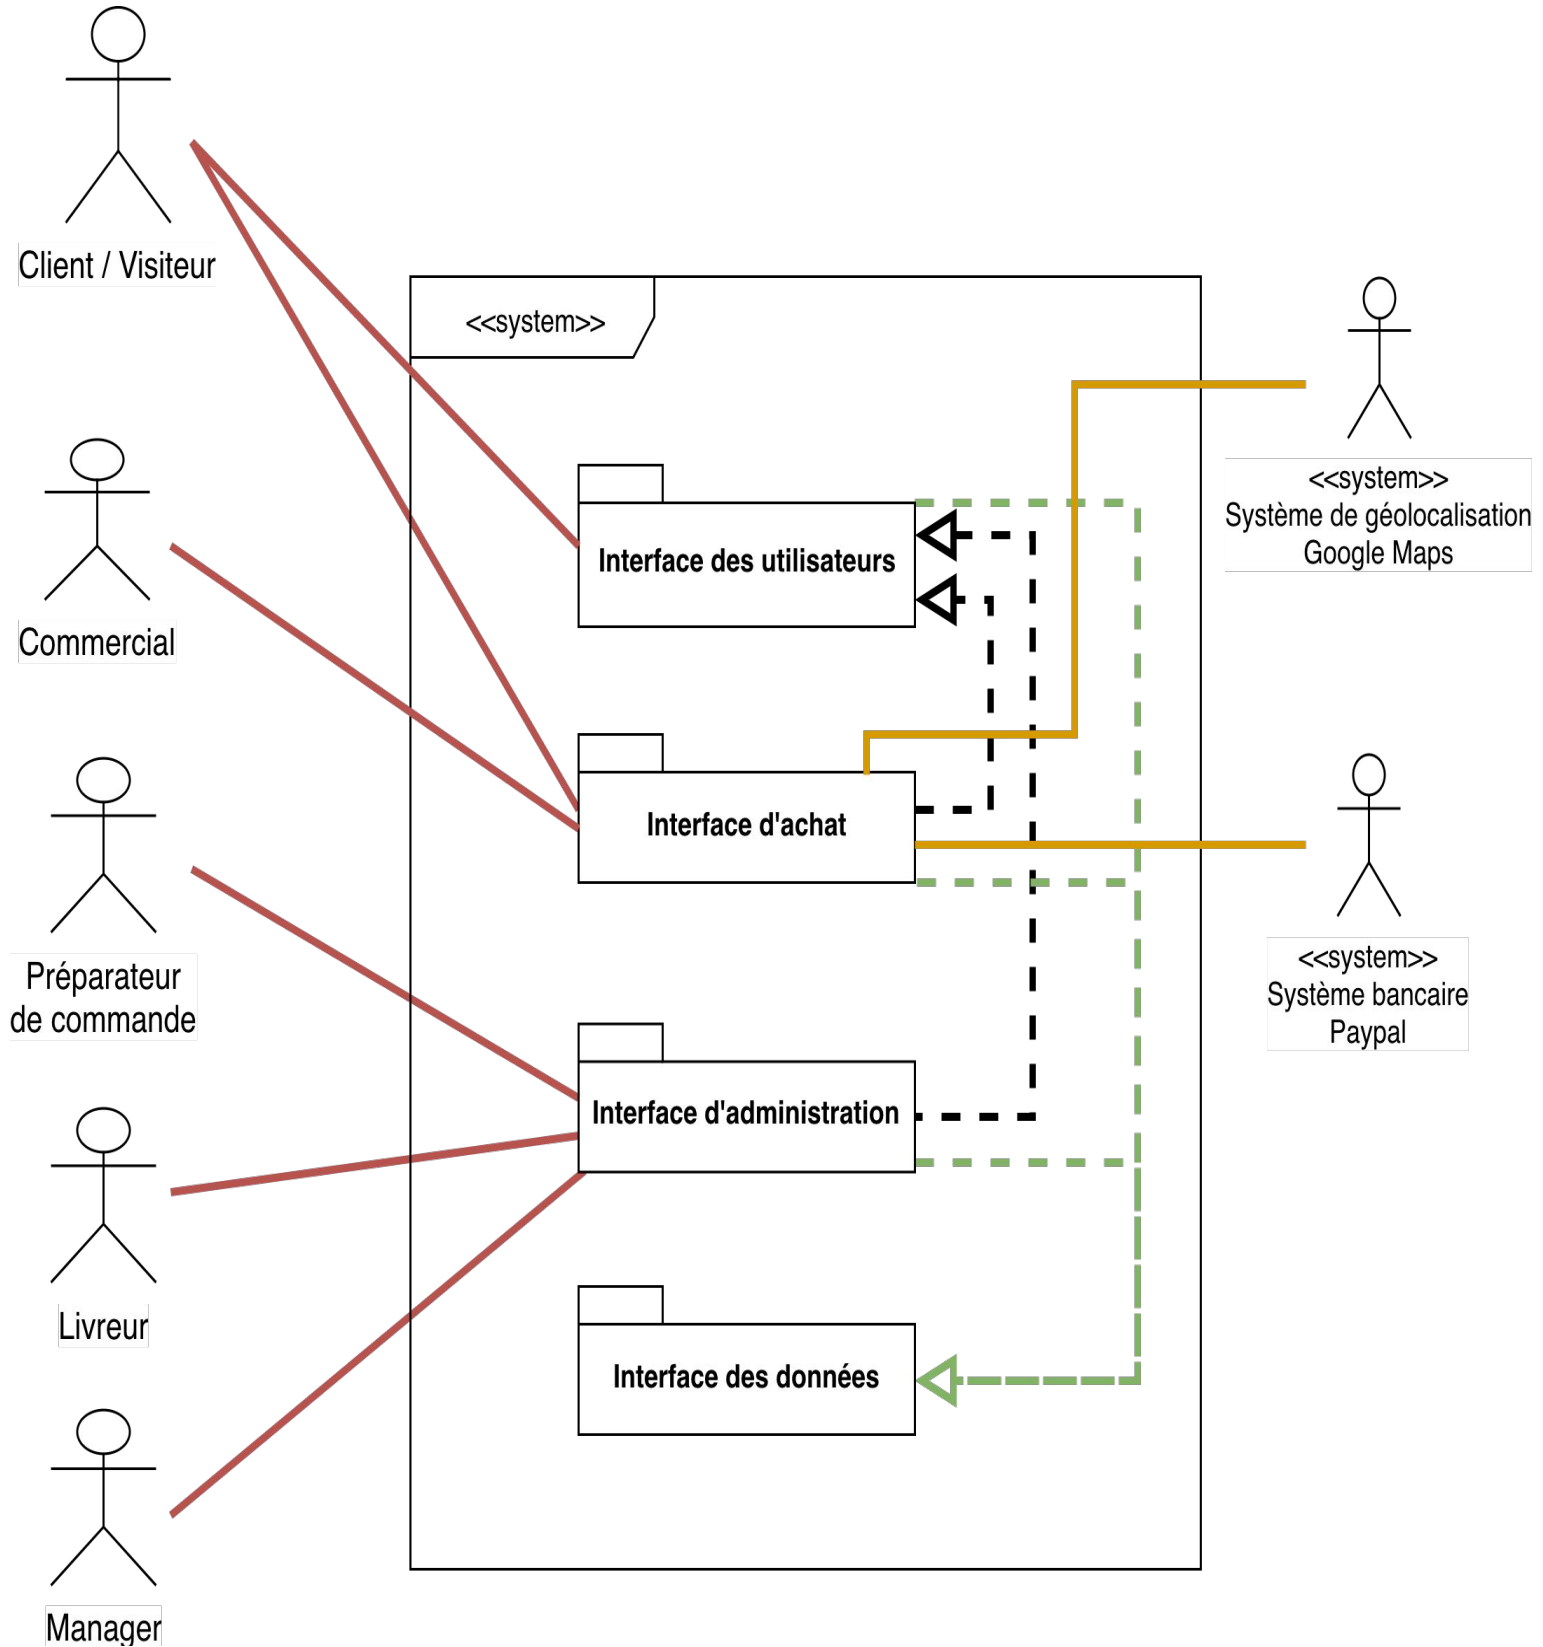 Client / Visiteur
<<system>>
Commercial
Interface des utilisateurs
<<system>>
Système de géolocalisation
Google Maps
Préparateur
de commande
Interface d'achat
<<system>>
Système bancaire
Paypal
Livreur
Interface d'administration
Manager
Interface des données